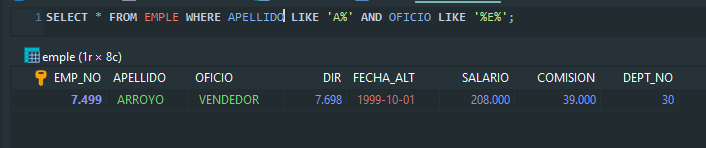 1 SELECT * FROM EMPLE WHERE APELLIDO LIKE 'A%' AND OFICIO LIKE '%E%';
emple (1r × 8c)
EMP_NO APELLIDO OFICIO DIR FECHA_ALT SALARIO COMISION DEPT_NO
7.499 ARROYO VENDEDOR 7.698 1999-10-01 208.000 39.000 30